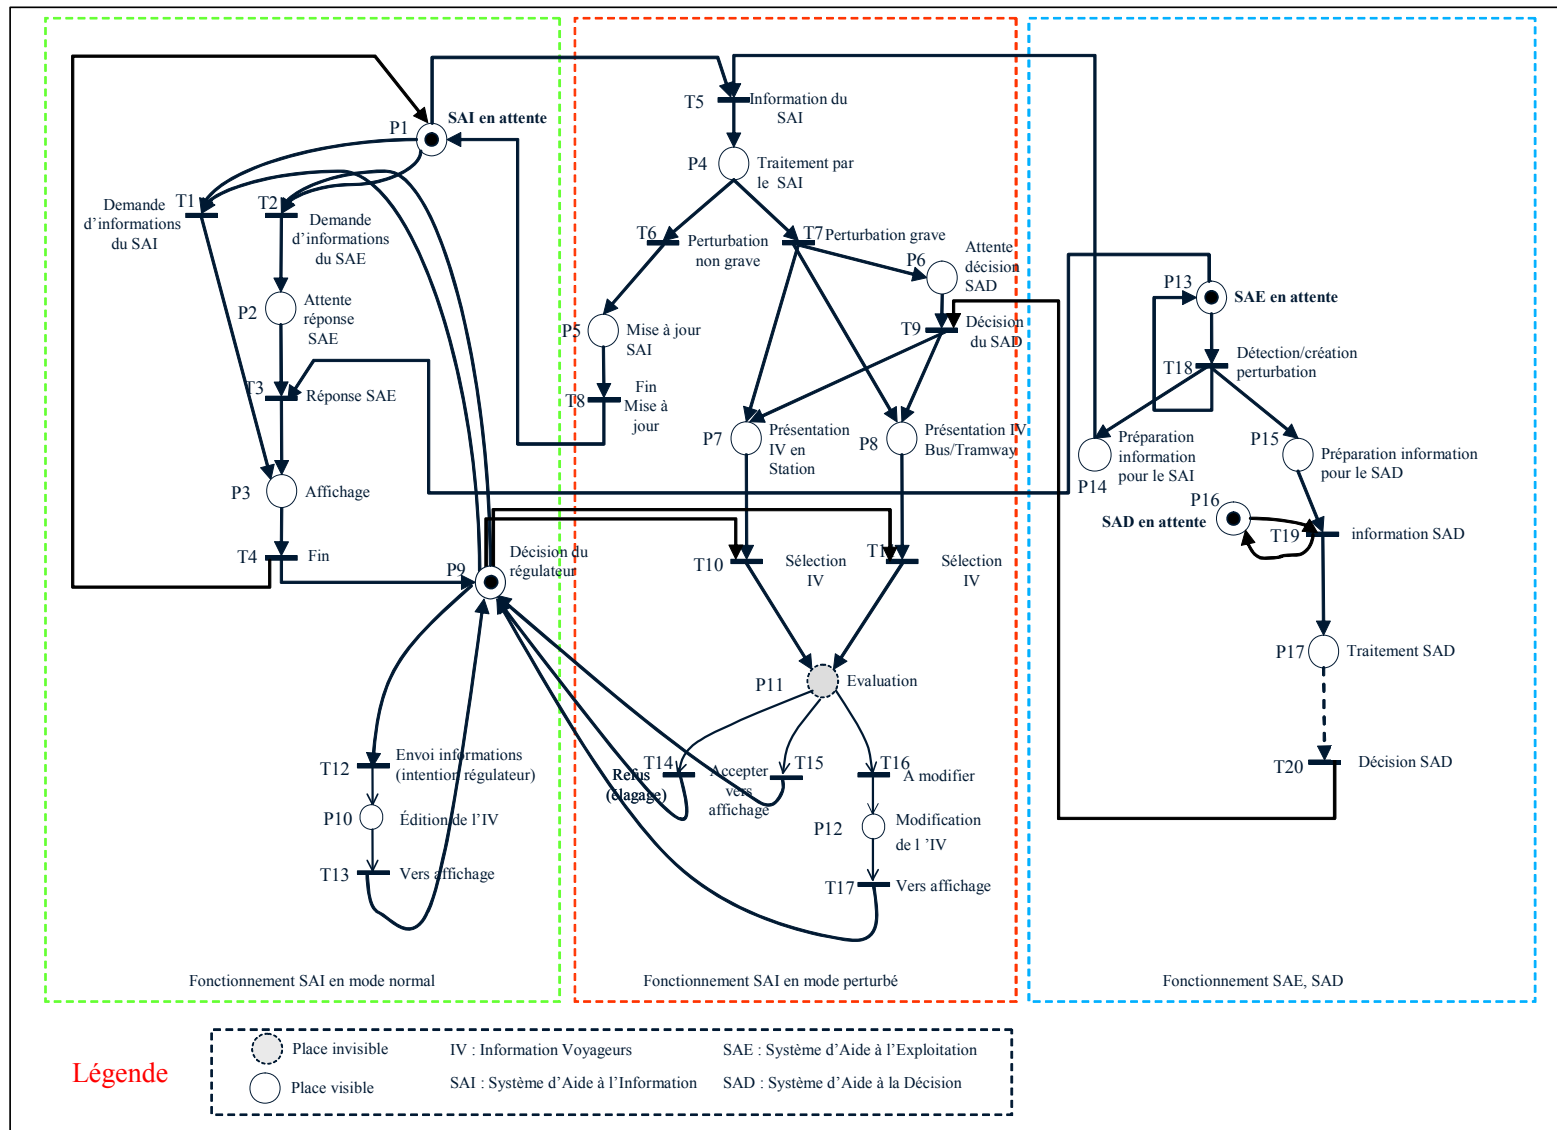 SAI en attente
P1
T1
Demande
d'informations
du SAI
T2
Demande
d'informations
du SAE
P2
Attente
réponse
SAE
T3
Réponse SAE
P3
Affichage
T4
Fin
P9
Décision du
régulateur
T12
Envoi informations
(intention régulateur)
P10
Édition de l'IV
T13
Vers affichage
Fonctionnement SAI en mode normal
T5
Information du
SAI
P4
Traitement par
le SAI
T6
Perturbation
non grave
T7
Perturbation grave
P6
Attente
décision
SAD
P5
Mise à jour
SAI
T9
Décision
du SAD
T8
Fin
Mise à
jour
P7
Présentation
IV en
Station
P8
Présentation IV
Bus/Tramway
T10
Sélection
IV
Sélection
IV
P11
Evaluation
T14
Refus
(élagage)
T15
Accepter
vers
affichage
T16
A modifier
P12
Modification
de l 'IV
T17
Vers affichage
Fonctionnement SAI en mode perturbé
P13
SAE en attente
T18
Détection/création
perturbation
P14
Préparation
information
pour le SAI
P15
Préparation information
pour le SAD
P16
SAD en attente
T19
information SAD
P17
Traitement SAD
T20
Décision SAD
Fonctionnement SAE, SAD
Légende
Place invisible
Place visible
IV : Information Voyageurs
SAI : Système d'Aide à l'Information
SAE : Système d'Aide à l'Exploitation
SAD : Système d'Aide à la Décision